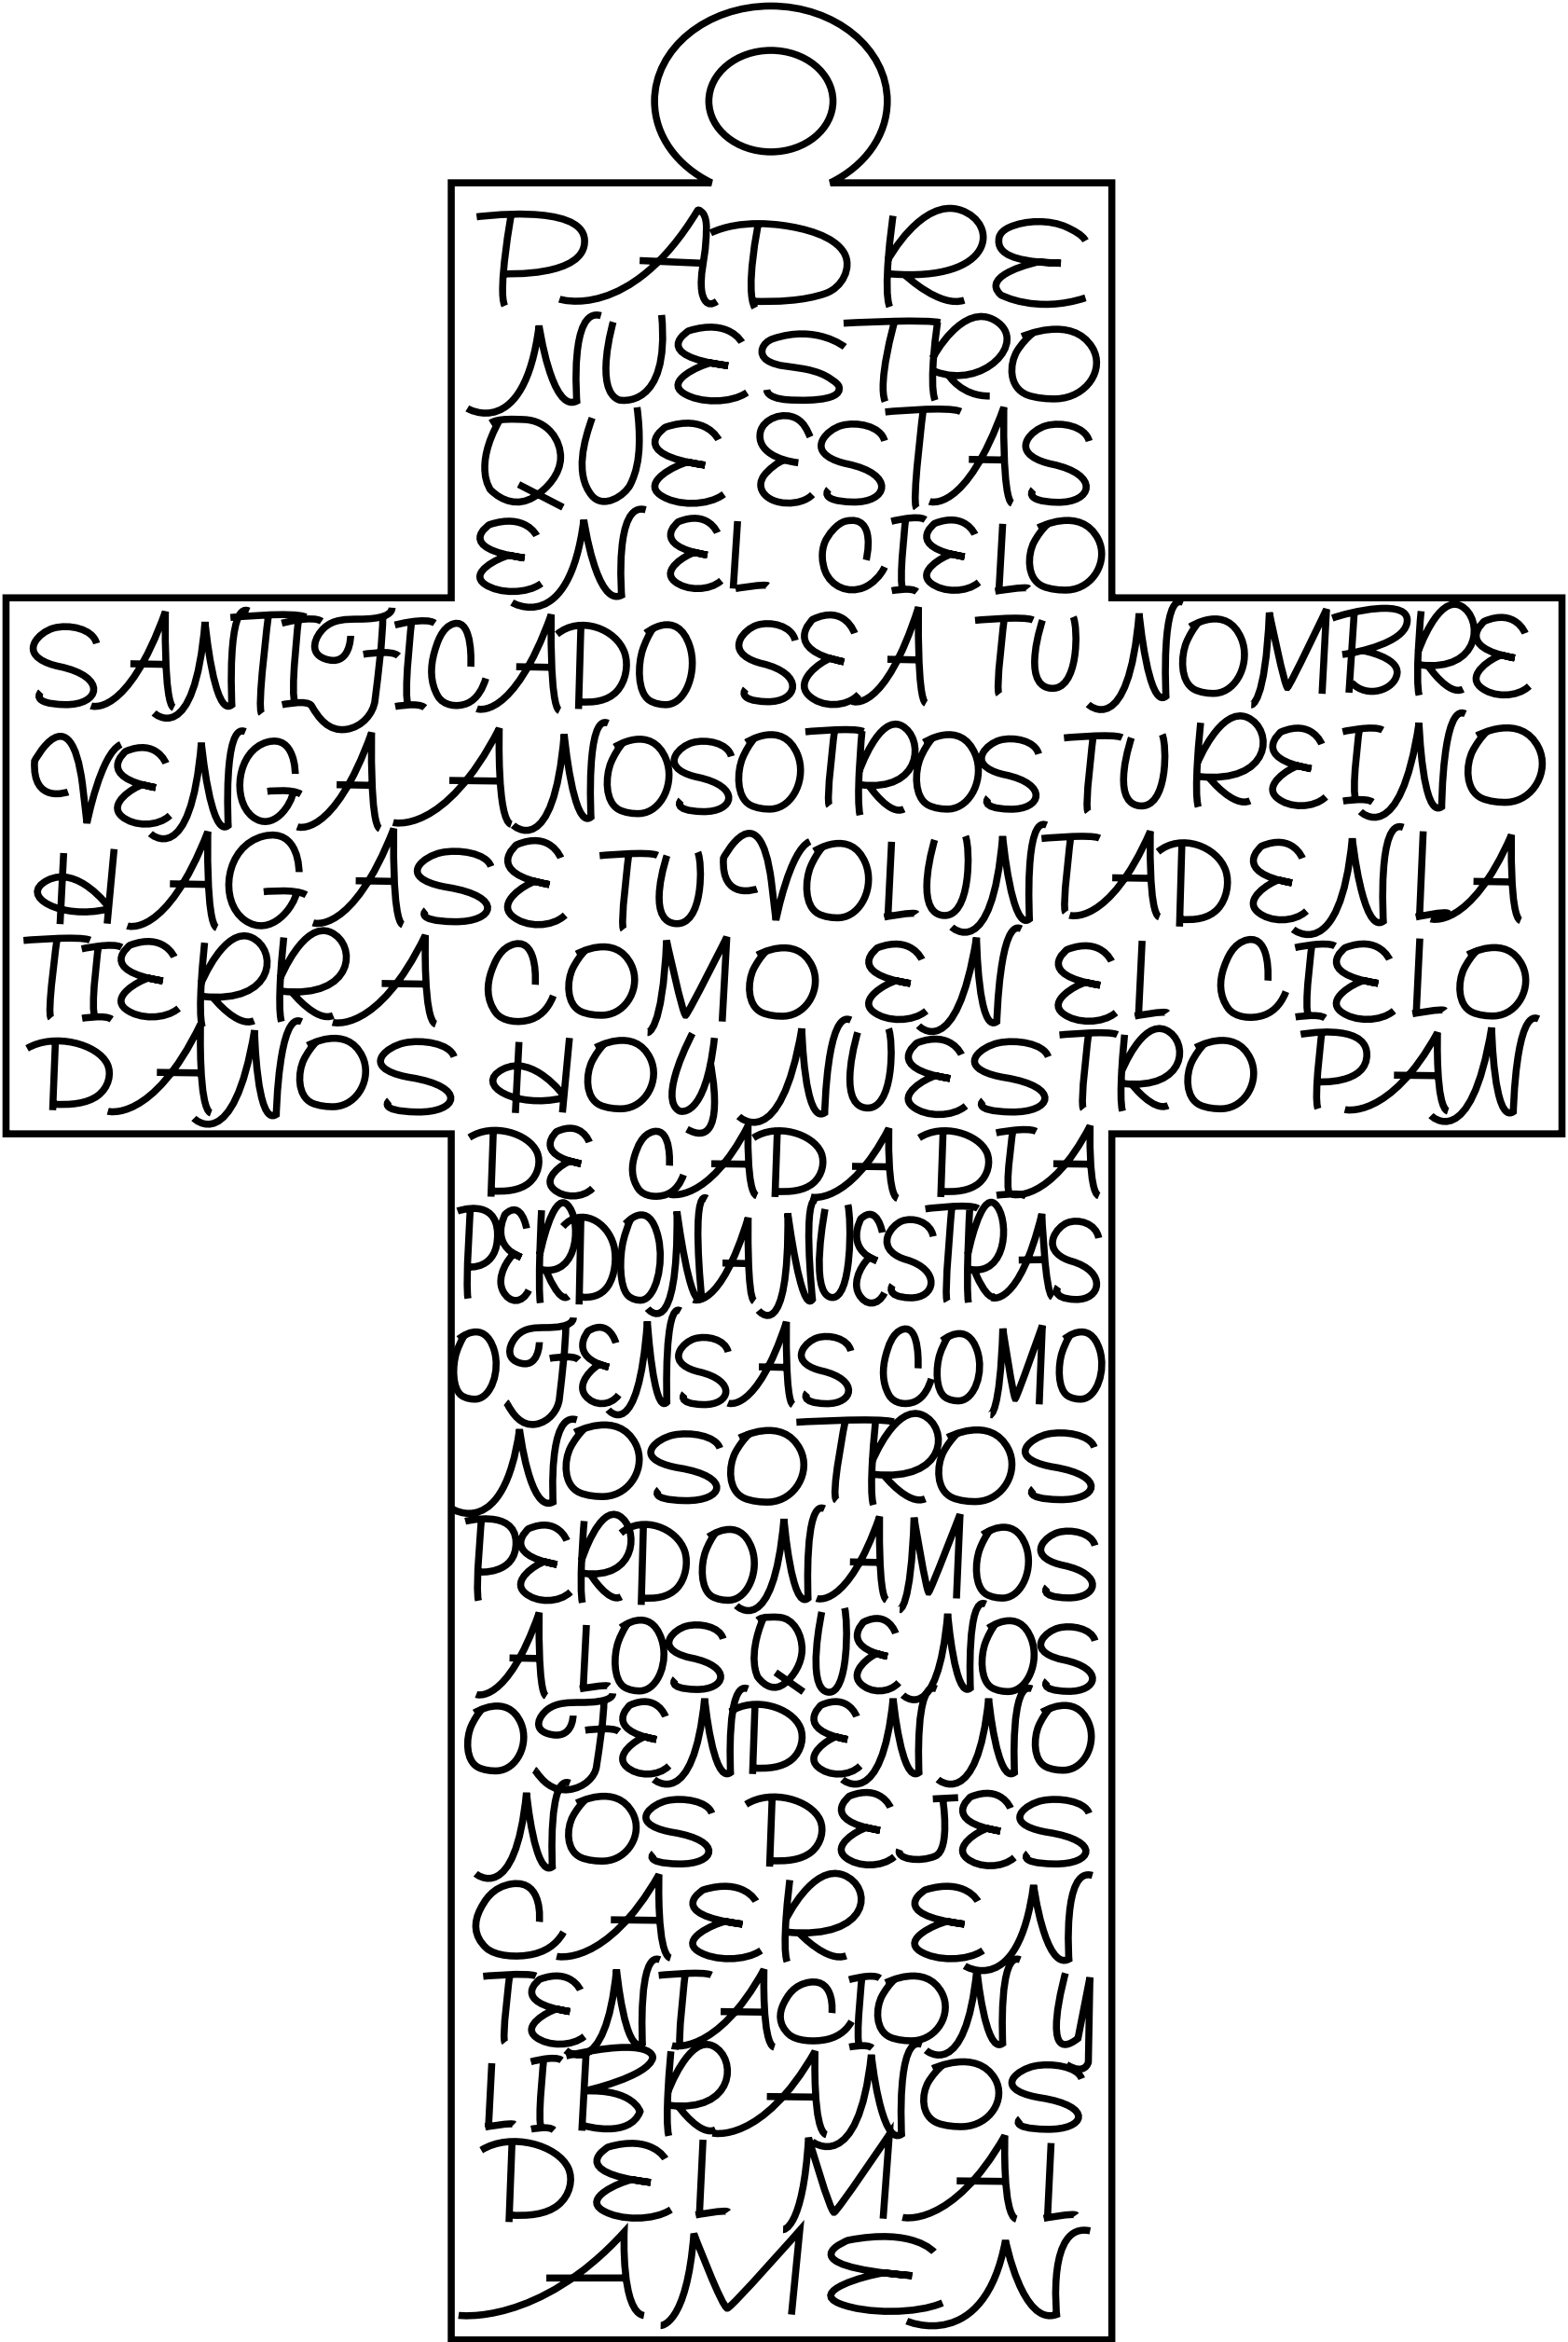 PADRE
NUESTRO
QUE ESTAS
EN EL CIELO
SANTIFICADO SEA TU NOMBRE
VENGA A NOSOTROS TU REINO
HAGASE TU VOLUNTAD EN LA
TIERRA COMO EN EL CIELO
DANOS HOY NUESTRO PAN
DE CADA DIA
PERDONA NUESTRAS
OFENSAS COMO
NOSOTROS
PERDONAMOS
A LOS QUE NOS
OFENDEN NO
NOS DEJES
CAER EN
TENTACION Y
LIBRANOS
DEL MAL
AMEN